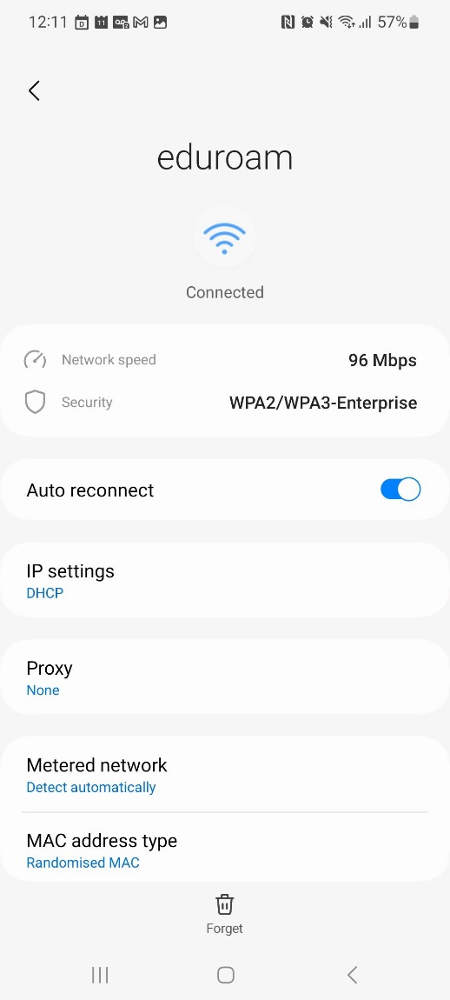 12:11
57%
eduroam
Connected
Network speed 96 Mbps
Security WPA2/WPA3-Enterprise
Auto reconnect
IP settings
DHCP
Proxy
None
Metered network
Detect automatically
MAC address type
Randomised MAC
Forget